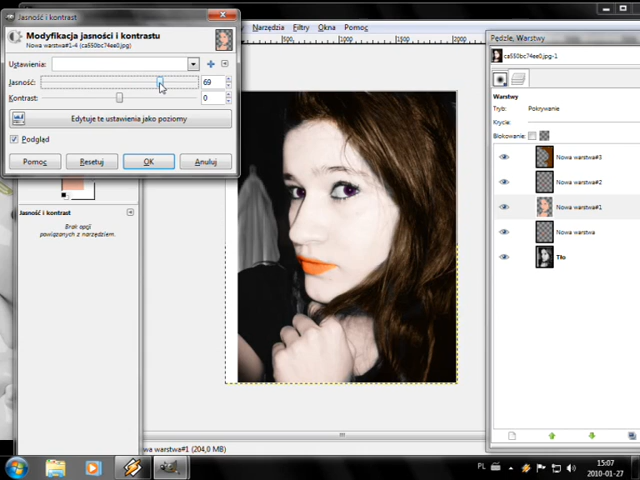 Jasność i kontrast
Modyfikacja jasności i kontrastu
Nowa warstwa#1-4 (ca550bc74ee0.jpg)
Ustawienia:
Jasność:
69
Kontrast:
0
Edytuje te ustawienia jako poziomy
Podgląd
Pomoc
Resetuj
OK
Anuluj
Jasność i kontrast
Brak opcji
powiązanych z narzędziem.
Narzędzia
Filtry
Okna
Pomoc
500
wa warstwa#1 (204,0 MB)
Pędzle, Warstwy
ca550bc74ee0.jpg-1
Warstwy
Tryb:
Pokrywanie
Krycie:
Blokowanie:
Nowa warstwa#3
Nowa warstwa#2
Nowa warstwa#1
Nowa warstwa
Tło
PL
15:07
2010-01-27